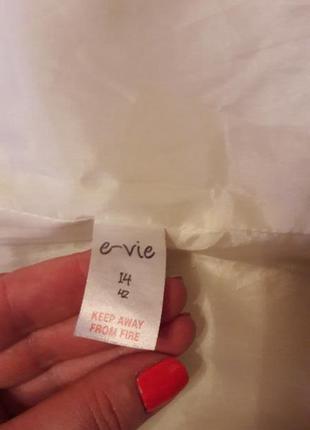 e-vie
14
42
KEEP AWAY
FROM FIRE